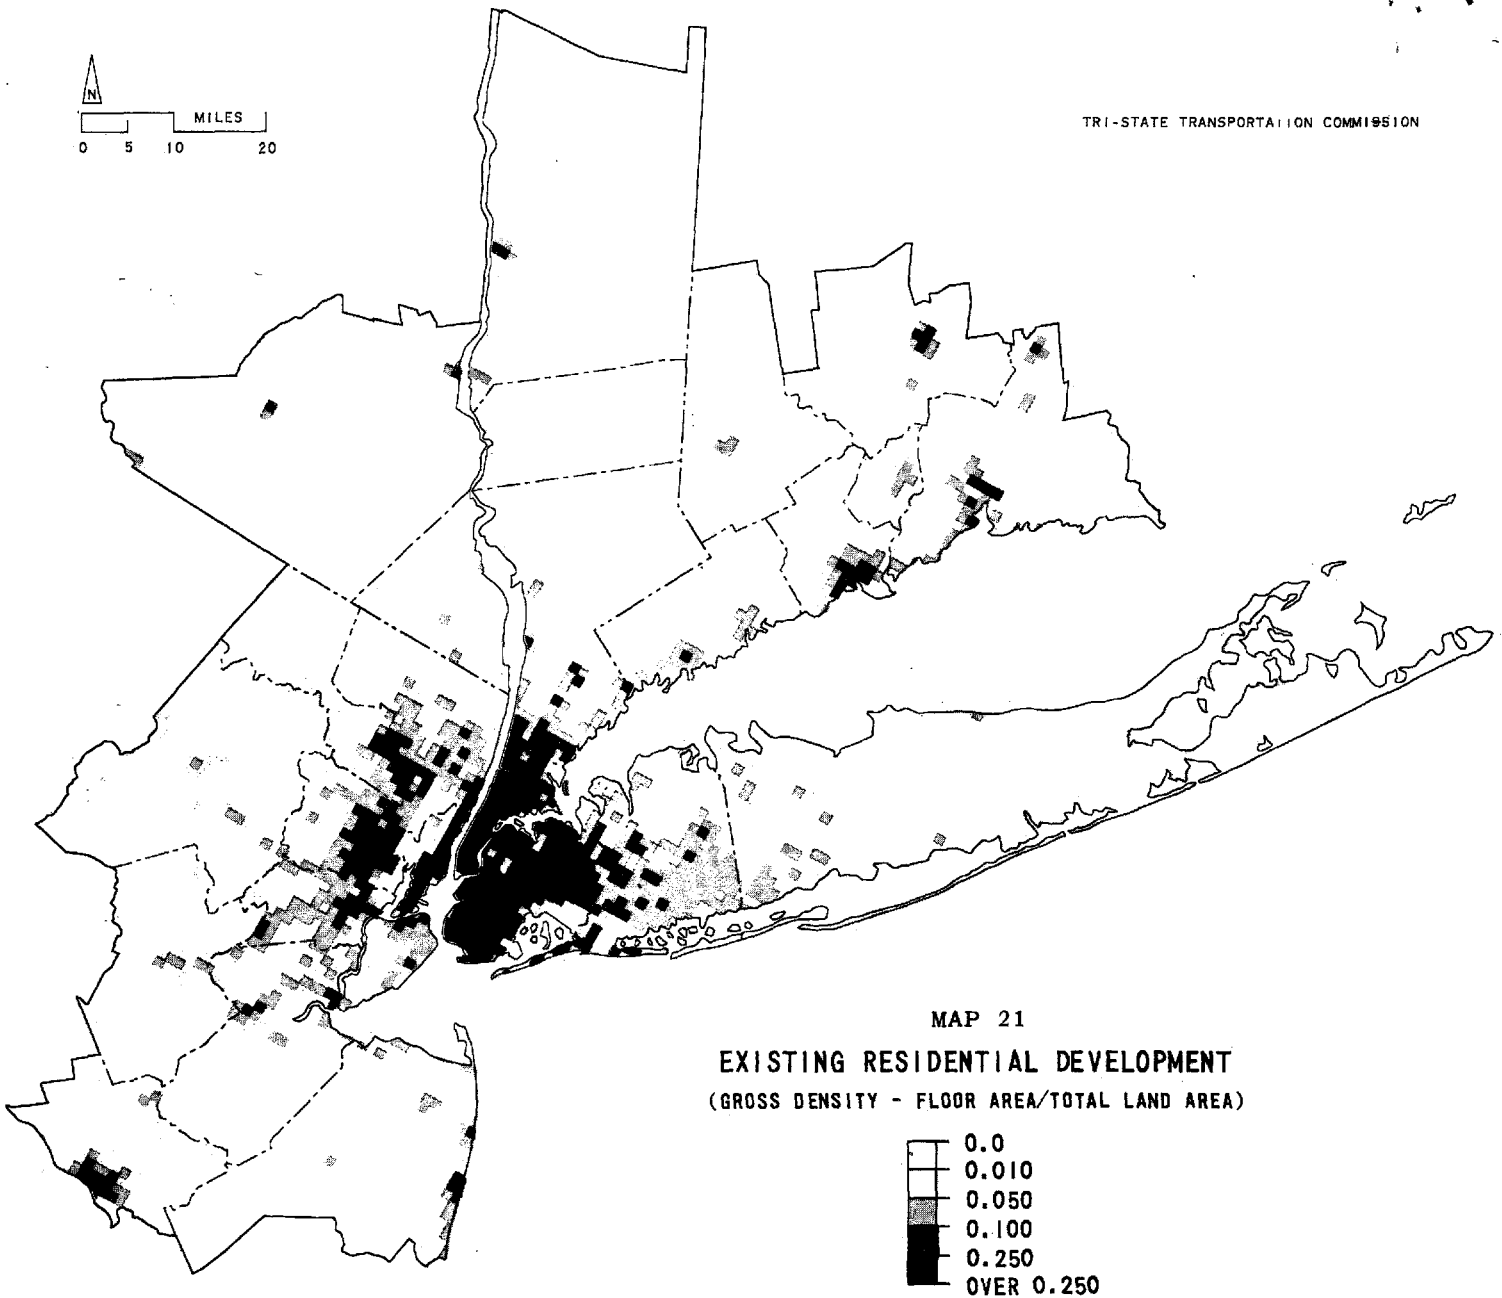 N
MILES
0 5 10 20
TRI-STATE TRANSPORTATION COMMISSION
MAP 21
EXISTING RESIDENTIAL DEVELOPMENT
(GROSS DENSITY - FLOOR AREA/TOTAL LAND AREA)
0.0
0.010
0.050
0.100
0.250
OVER 0.250